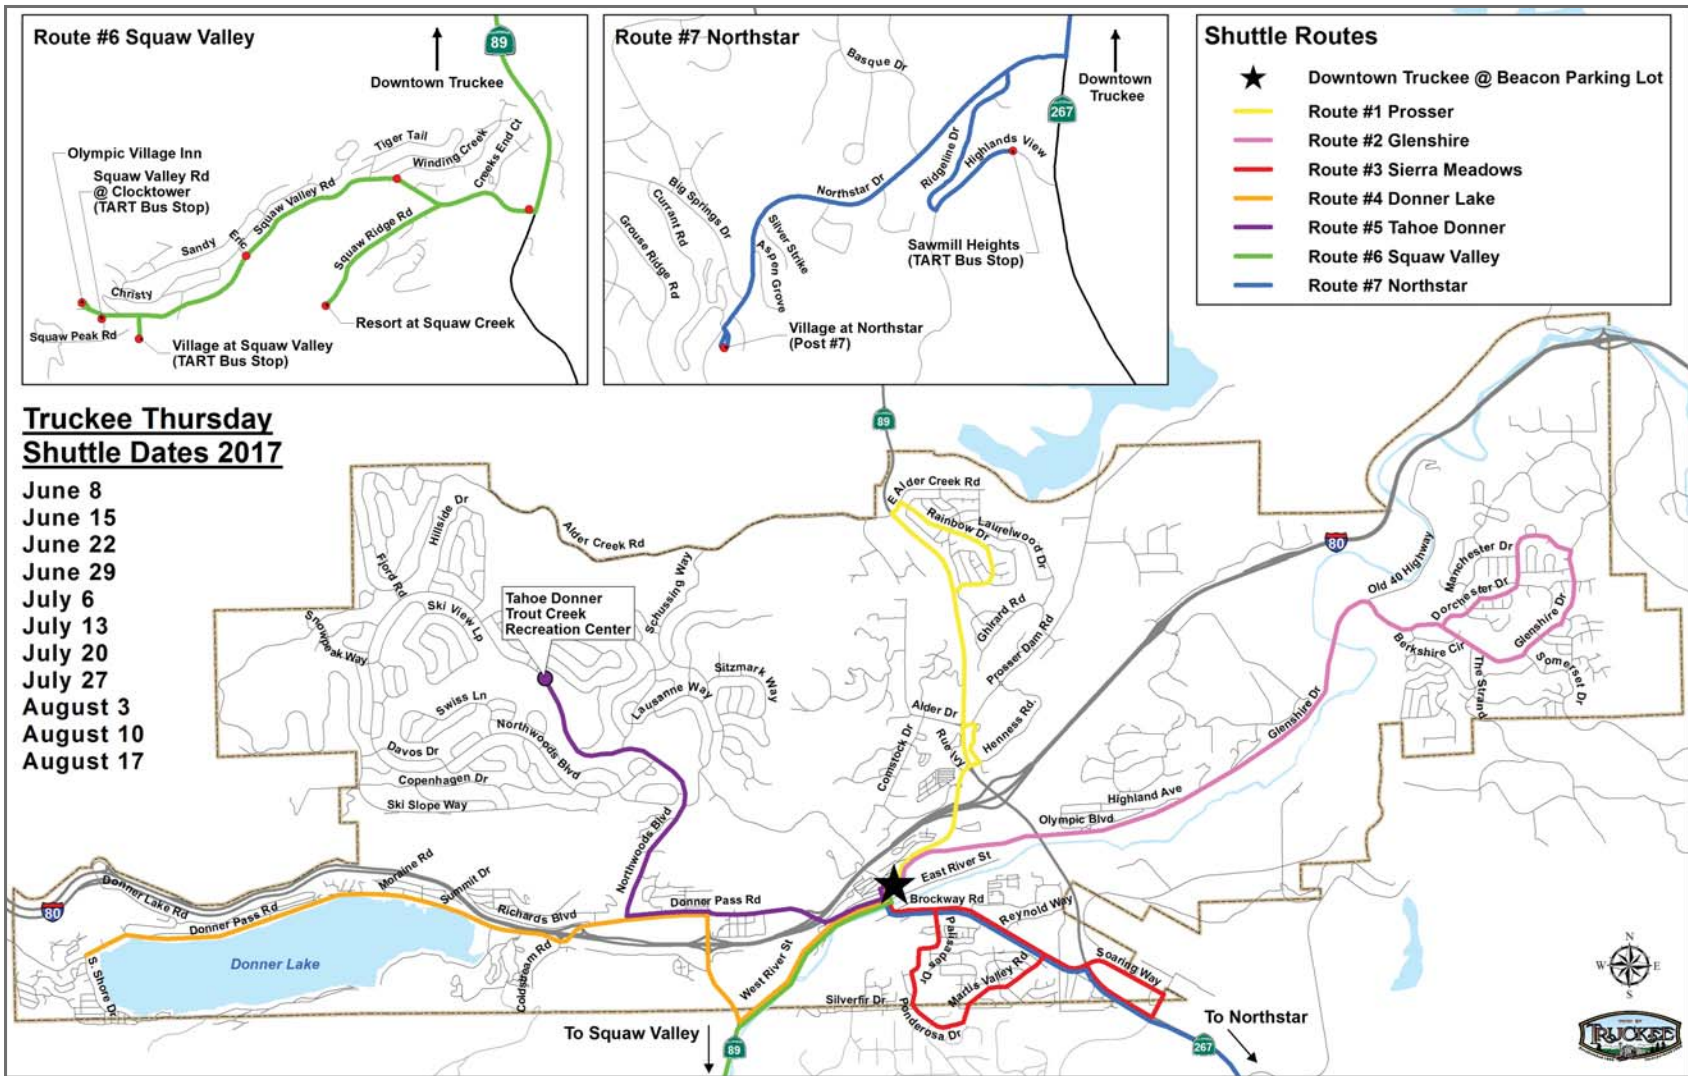 Route #6 Squaw Valley
89
Downtown Truckee
Tiger Tail
Winding Creek
Creeks End Ct
Olympic Village Inn
Squaw Valley Rd
@ Clocktower
(TART Bus Stop)
Squaw Valley Rd
Squaw Ridge Rd
Sandy
Eric
Christy
Squaw Peak Rd
Resort at Squaw Creek
Village at Squaw Valley
(TART Bus Stop)
Route #7 Northstar
Basque Dr
Downtown
Truckee
267
Ridgeline Dr
Highlands View
Northstar Dr
Big Springs Dr
Currant Rd
Grouse Ridge Rd
Silver Strike
Aspen Grove
Sawmill Heights
(TART Bus Stop)
Village at Northstar
(Post #7)
Shuttle Routes
Downtown Truckee @ Beacon Parking Lot
Route #1 Prosser
Route #2 Glenshire
Route #3 Sierra Meadows
Route #4 Donner Lake
Route #5 Tahoe Donner
Route #6 Squaw Valley
Route #7 Northstar
Truckee Thursday
Shuttle Dates 2017
June 8
June 15
June 22
June 29
July 6
July 13
July 20
July 27
August 3
August 10
August 17
89
E Alder Creek Rd
Rainbow Dr
Laurelwood Dr
Hillside Dr
Alder Creek Rd
Fjord Rd
Ski View Lp
Schussing Way
Tahoe Donner
Trout Creek
Recreation Center
Snowpeak Way
Sitzmark Way
Lausanne Way
Swiss Ln
Northwoods Blvd
Davos Dr
Copenhagen Dr
Ski Slope Way
Northwoods Blvd
Ghirard Rd
Prosser Dam Rd
Alder Dr
Henness Rd.
Rue Ivy
Comstock Dr
80
Old 40 Highway
Manchester Dr
Dorchester Dr
Glenshire Dr
Berkshire Cir
The Strand
Somerset Dr
Glenshire Dr
Highland Ave
Olympic Blvd
East River St
Brockway Rd
Reynold Way
Palisades Dr
Martis Valley Rd
Ponderosa Dr
Soaring Way
Silverfir Dr
West River St
Donner Pass Rd
Richards Blvd
Coldstream Rd
Summit Dr
Moraine Rd
Donner Lake Rd
80
Donner Pass Rd
S. Shore Dr
Donner Lake
To Squaw Valley
89
To Northstar
267
N
W
E
S
TOWN OF
TRUCKEE